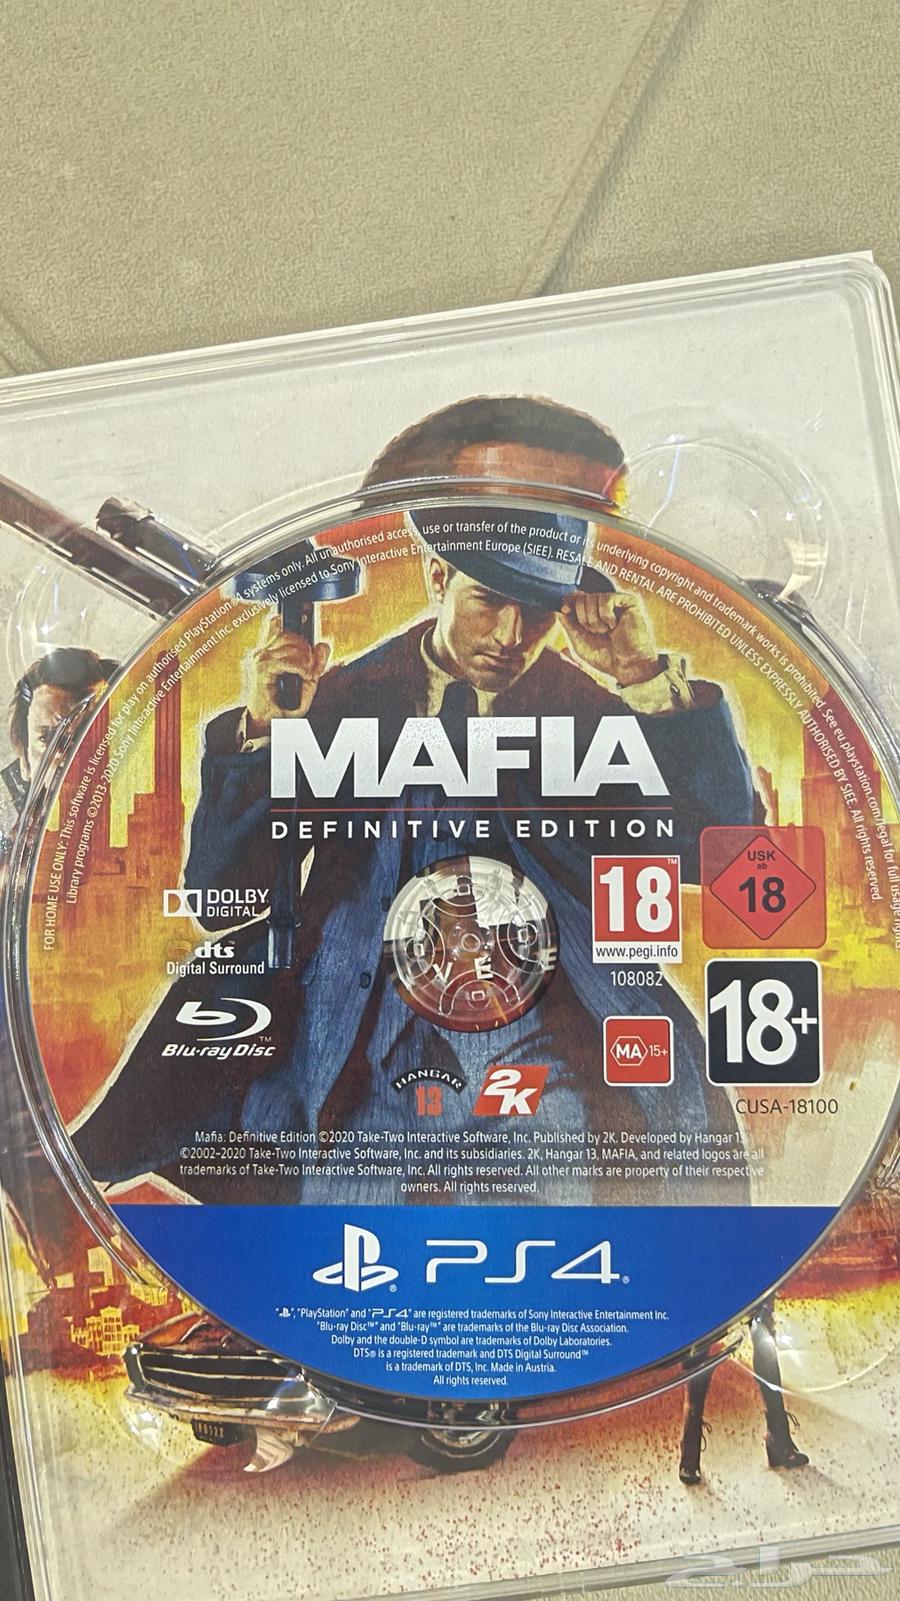 FOR HOME USE ONLY: This software is licensed for play on authorised PlayStation®4 systems only. All unauthorised access, use or transfer of the product or its underlying copyright and trademark works is prohibited. See eu.playstation.com/legal for full usage rights
Library programs ©2013-2020 Sony Interactive Entertainment Inc. exclusively licensed to Sony Interactive Entertainment Europe (SIEE). RESALE AND RENTAL ARE PROHIBITED UNLESS EXPRESSLY AUTHORISED BY SIEE. All rights reserved.
MAFIA
DEFINITIVE EDITION
DOLBY
DIGITAL
dts™
Digital Surround
Blu-ray Disc™
18™
www.pegi.info
108082
USK
ab
18
MA 15+
18+
CUSA-18100
HANGAR
13
2K
Mafia: Definitive Edition ©2020 Take-Two Interactive Software, Inc. Published by 2K. Developed by Hangar 13.
©2002-2020 Take-Two Interactive Software, Inc. and its subsidiaries. 2K, Hangar 13, MAFIA, and related logos are all
trademarks of Take-Two Interactive Software, Inc. All rights reserved. All other marks are property of their respective
owners. All rights reserved.
PS4®
"PlayStation" and "PS4" are registered trademarks of Sony Interactive Entertainment Inc.
"Blu-ray Disc™" and "Blu-ray™" are trademarks of the Blu-ray Disc Association.
Dolby and the double-D symbol are trademarks of Dolby Laboratories.
DTS® is a registered trademark and DTS Digital Surround™
is a trademark of DTS, Inc. Made in Austria.
All rights reserved.